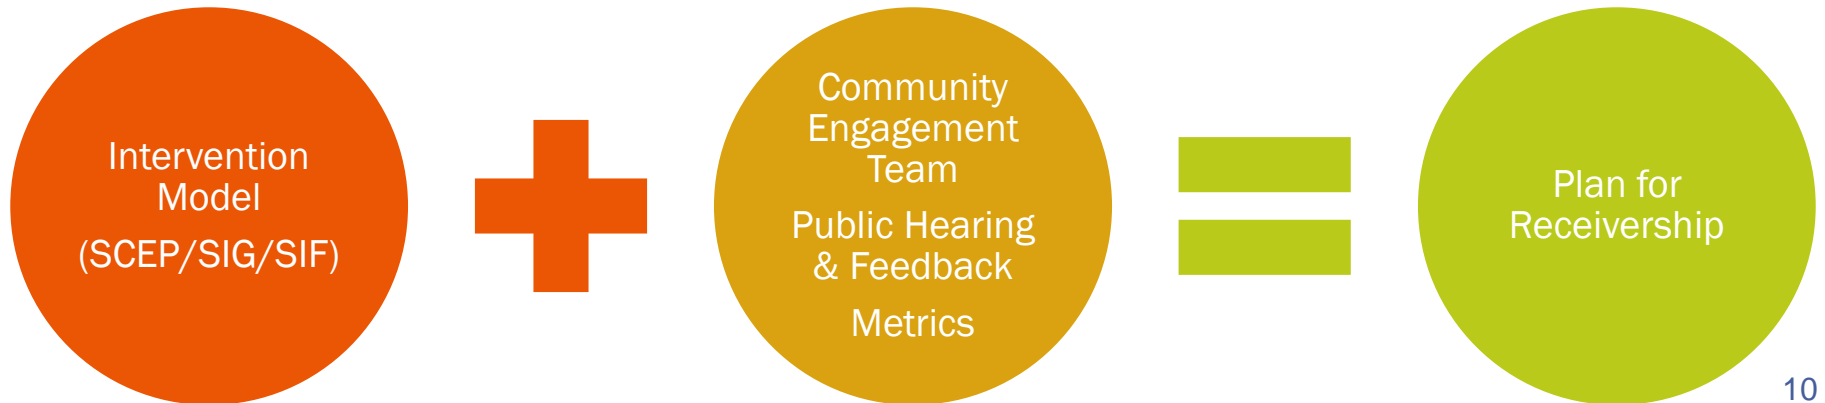 Intervention
Model
(SCEP/SIG/SIF)
Community
Engagement
Team
Public Hearing
& Feedback
Metrics
Plan for
Receivership
10